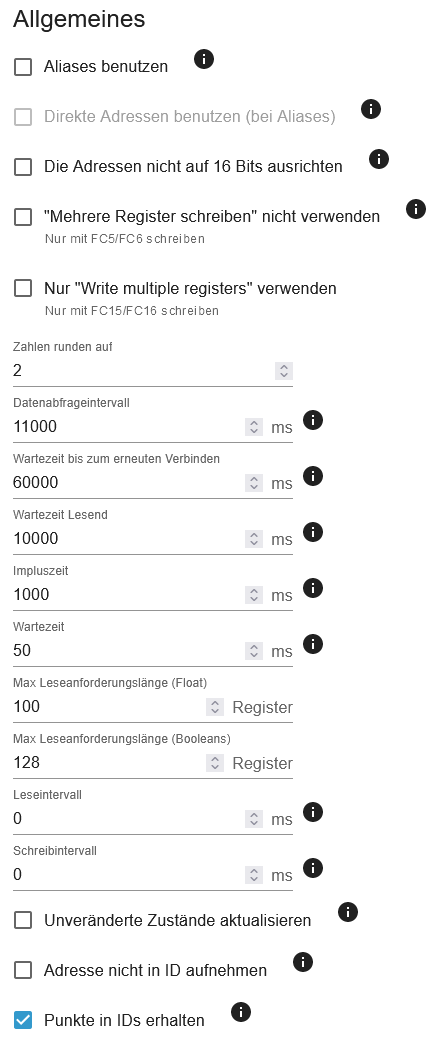 Allgemeines
Aliases benutzen
Direkte Adressen benutzen (bei Aliases)
Die Adressen nicht auf 16 Bits ausrichten
"Mehrere Register schreiben" nicht verwenden
Nur mit FC5/FC6 schreiben
Nur "Write multiple registers" verwenden
Nur mit FC15/FC16 schreiben
Zahlen runden auf
2
Datenabfrageintervall
11000 ms
Wartezeit bis zum erneuten Verbinden
60000 ms
Wartezeit Lesend
10000 ms
Impluszeit
1000 ms
Wartezeit
50 ms
Max Leseanforderungslänge (Float)
100 Register
Max Leseanforderungslänge (Booleans)
128 Register
Leseintervall
0 ms
Schreibintervall
0 ms
Unveränderte Zustände aktualisieren
Adresse nicht in ID aufnehmen
Punkte in IDs erhalten